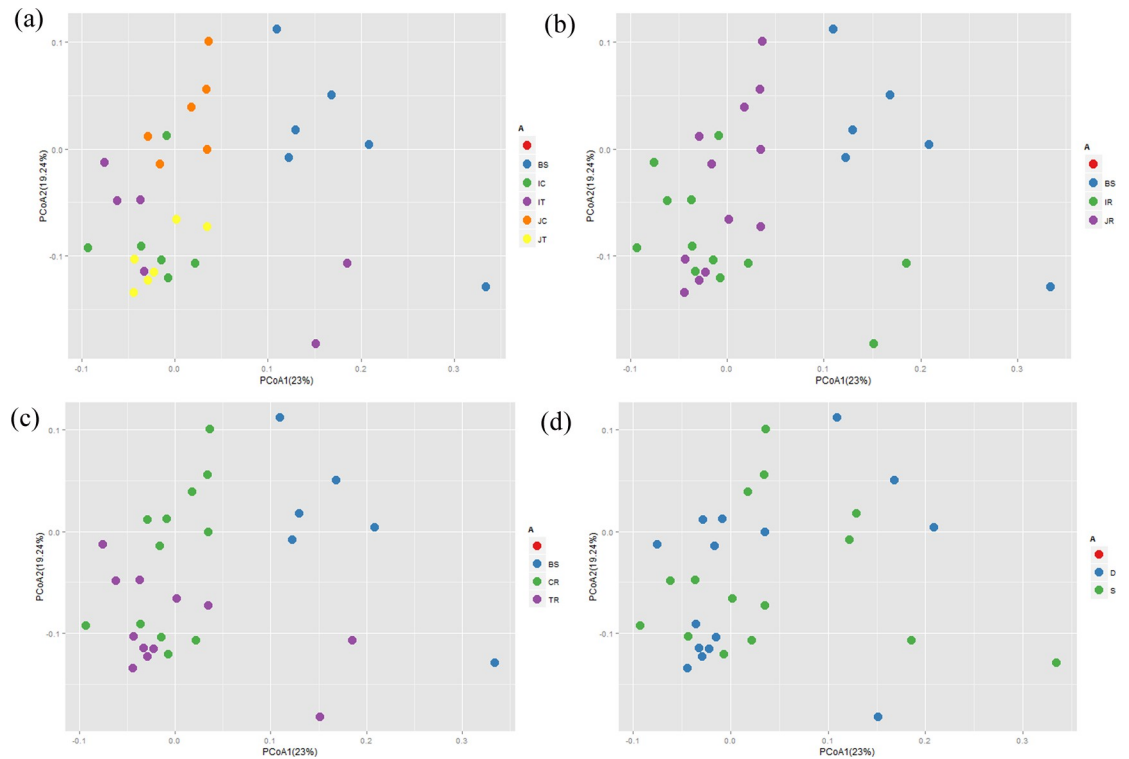 (a)
0.1
0.0
-0.1
PCoA2(19.24%)
-0.1 0.0 0.1 0.2 0.3
PCoA1(23%)
A
BS
IC
IT
JC
JT
(b)
0.1
0.0
-0.1
PCoA2(19.24%)
-0.1 0.0 0.1 0.2 0.3
PCoA1(23%)
A
BS
IR
JR
(c)
0.1
0.0
-0.1
PCoA2(19.24%)
-0.1 0.0 0.1 0.2 0.3
PCoA1(23%)
A
BS
CR
TR
(d)
0.1
0.0
-0.1
PCoA2(19.24%)
-0.1 0.0 0.1 0.2 0.3
PCoA1(23%)
A
D
S